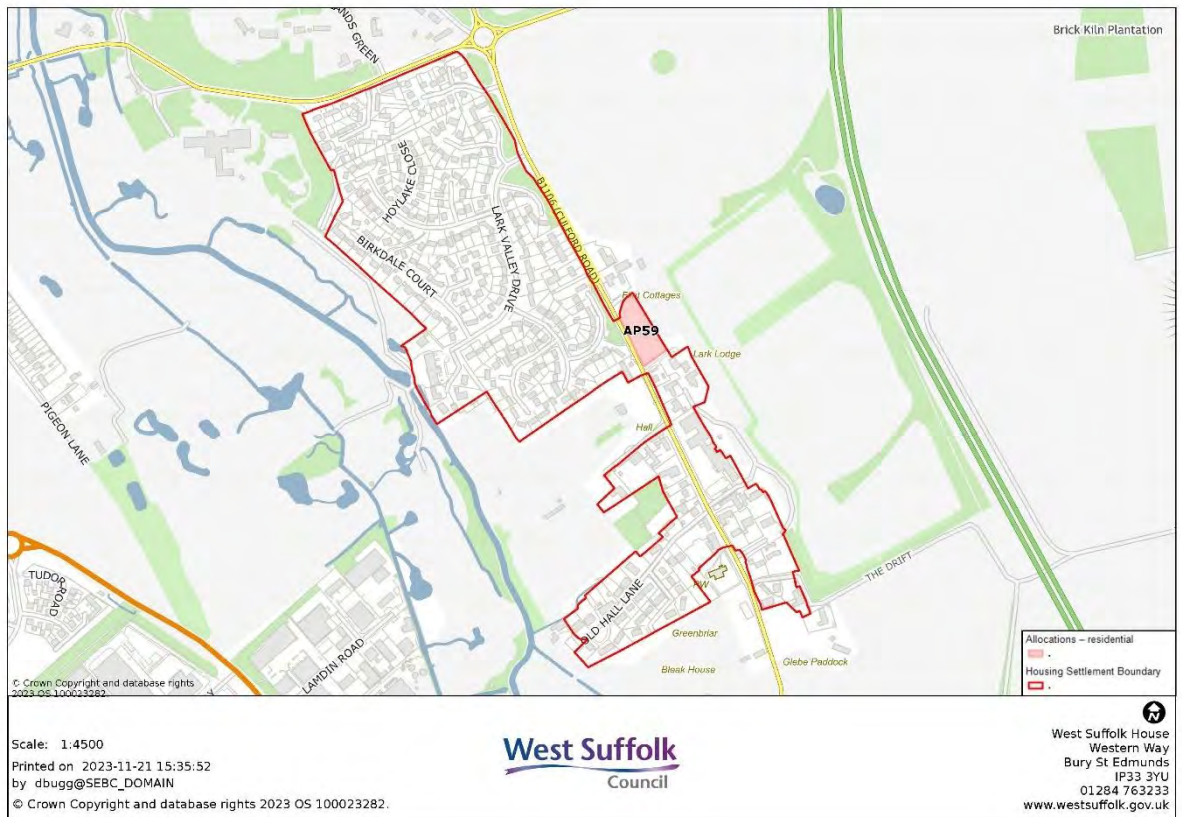 Brick Kiln Plantation
HOYLAKE CLOSE
LARK VALLEY DRIVE
BIRKDALE COURT
B1106 (CULFORD ROAD)
Cottages
AP59
Lark Lodge
Hall
PIGEON LANE
THE DRIFT
TUDOR ROAD
OLD HALL LANE
PW
LAMDIN ROAD
Greenbriar
Bleak House
Glebe Paddock
Allocations – residential
.
Housing Settlement Boundary
.
© Crown Copyright and database rights
2023 OS 100023282.
Scale: 1:4500
Printed on 2023-11-21 15:35:52
by dbugg@SEBC_DOMAIN
© Crown Copyright and database rights 2023 OS 100023282.
West Suffolk
Council
N
West Suffolk House
Western Way
Bury St Edmunds
IP33 3YU
01284 763233
www.westsuffolk.gov.uk